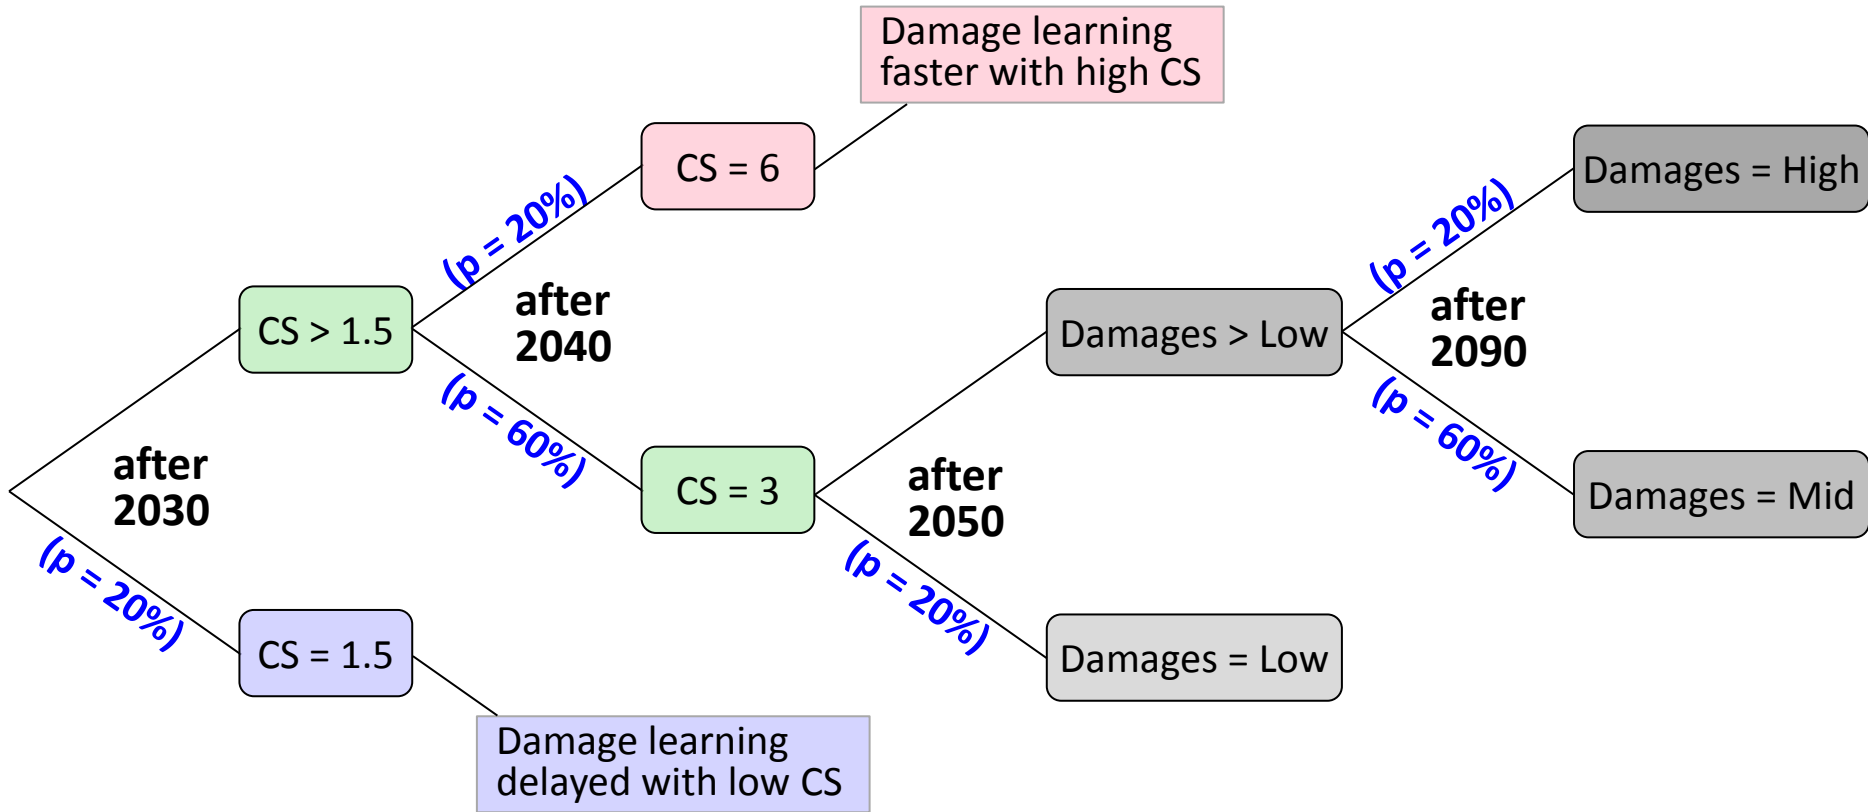 Damage learning
faster with high CS
CS = 6
Damages = High
(p = 20%)
(p = 20%)
after
2040
CS > 1.5
Damages > Low
after
2090
(p = 60%)
(p = 60%)
after
2030
CS = 3
after
2050
Damages = Mid
(p = 20%)
(p = 20%)
CS = 1.5
Damages = Low
Damage learning
delayed with low CS